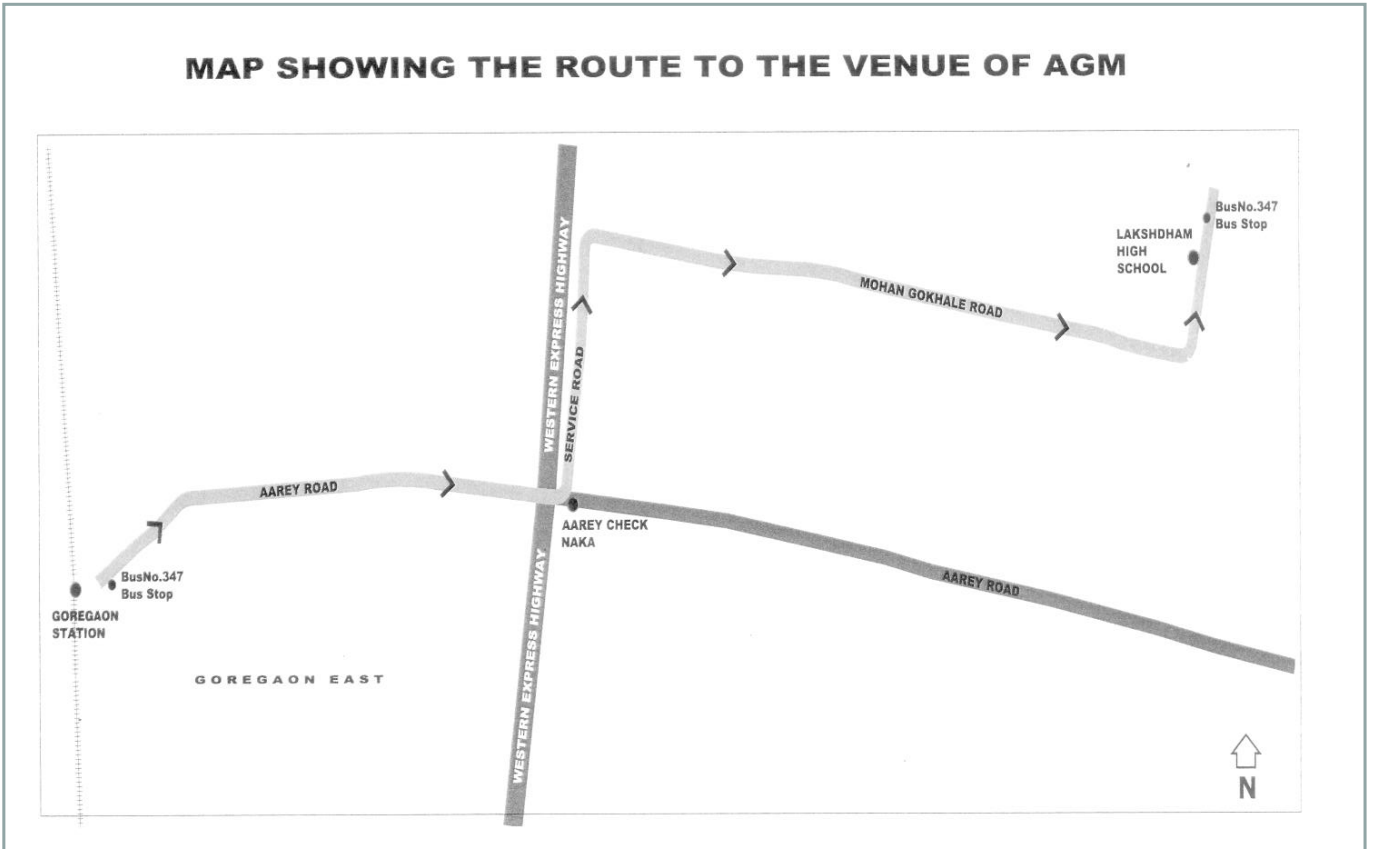 MAP SHOWING THE ROUTE TO THE VENUE OF AGM
BusNo.347
Bus Stop
LAKSHDHAM
HIGH
SCHOOL
WESTERN EXPRESS HIGHWAY
MOHAN GOKHALE ROAD
SERVICE ROAD
AAREY ROAD
AAREY CHECK
NAKA
BusNo.347
Bus Stop
GOREGAON
STATION
WESTERN EXPRESS HIGHWAY
AAREY ROAD
GOREGAON EAST
N